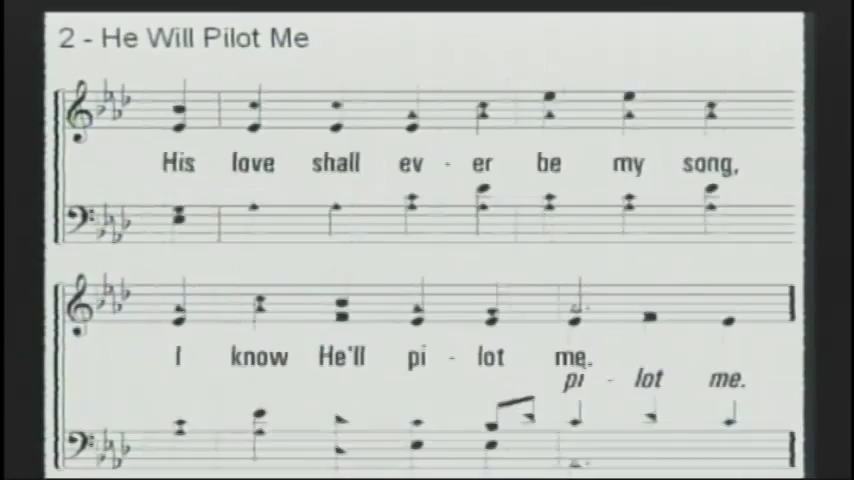 2 - He Will Pilot Me
His love shall ev - er be my song,
I know He'll pi - lot me.
pi - lot me.